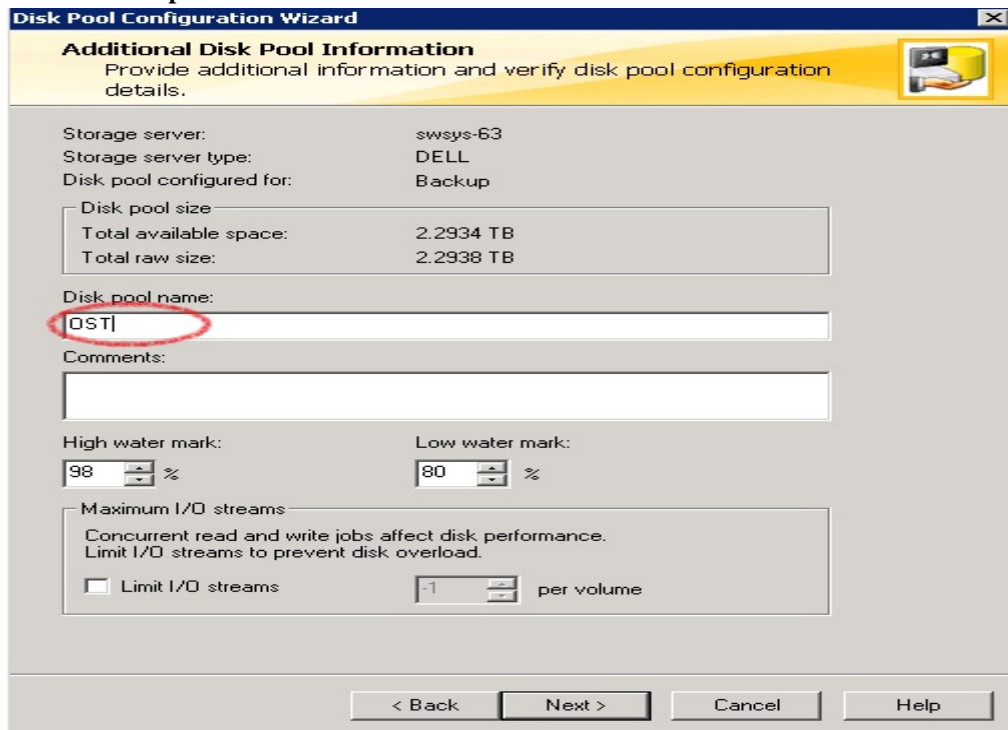 Disk Pool Configuration Wizard
Additional Disk Pool Information
Provide additional information and verify disk pool configuration
details.
Storage server: swsys-63
Storage server type: DELL
Disk pool configured for: Backup
Disk pool size
Total available space: 2.2934 TB
Total raw size: 2.2938 TB
Disk pool name:
OST
Comments:
High water mark: Low water mark:
98 % 80 %
Maximum I/O streams
Concurrent read and write jobs affect disk performance.
Limit I/O streams to prevent disk overload.
Limit I/O streams -1 per volume
< Back Next > Cancel Help